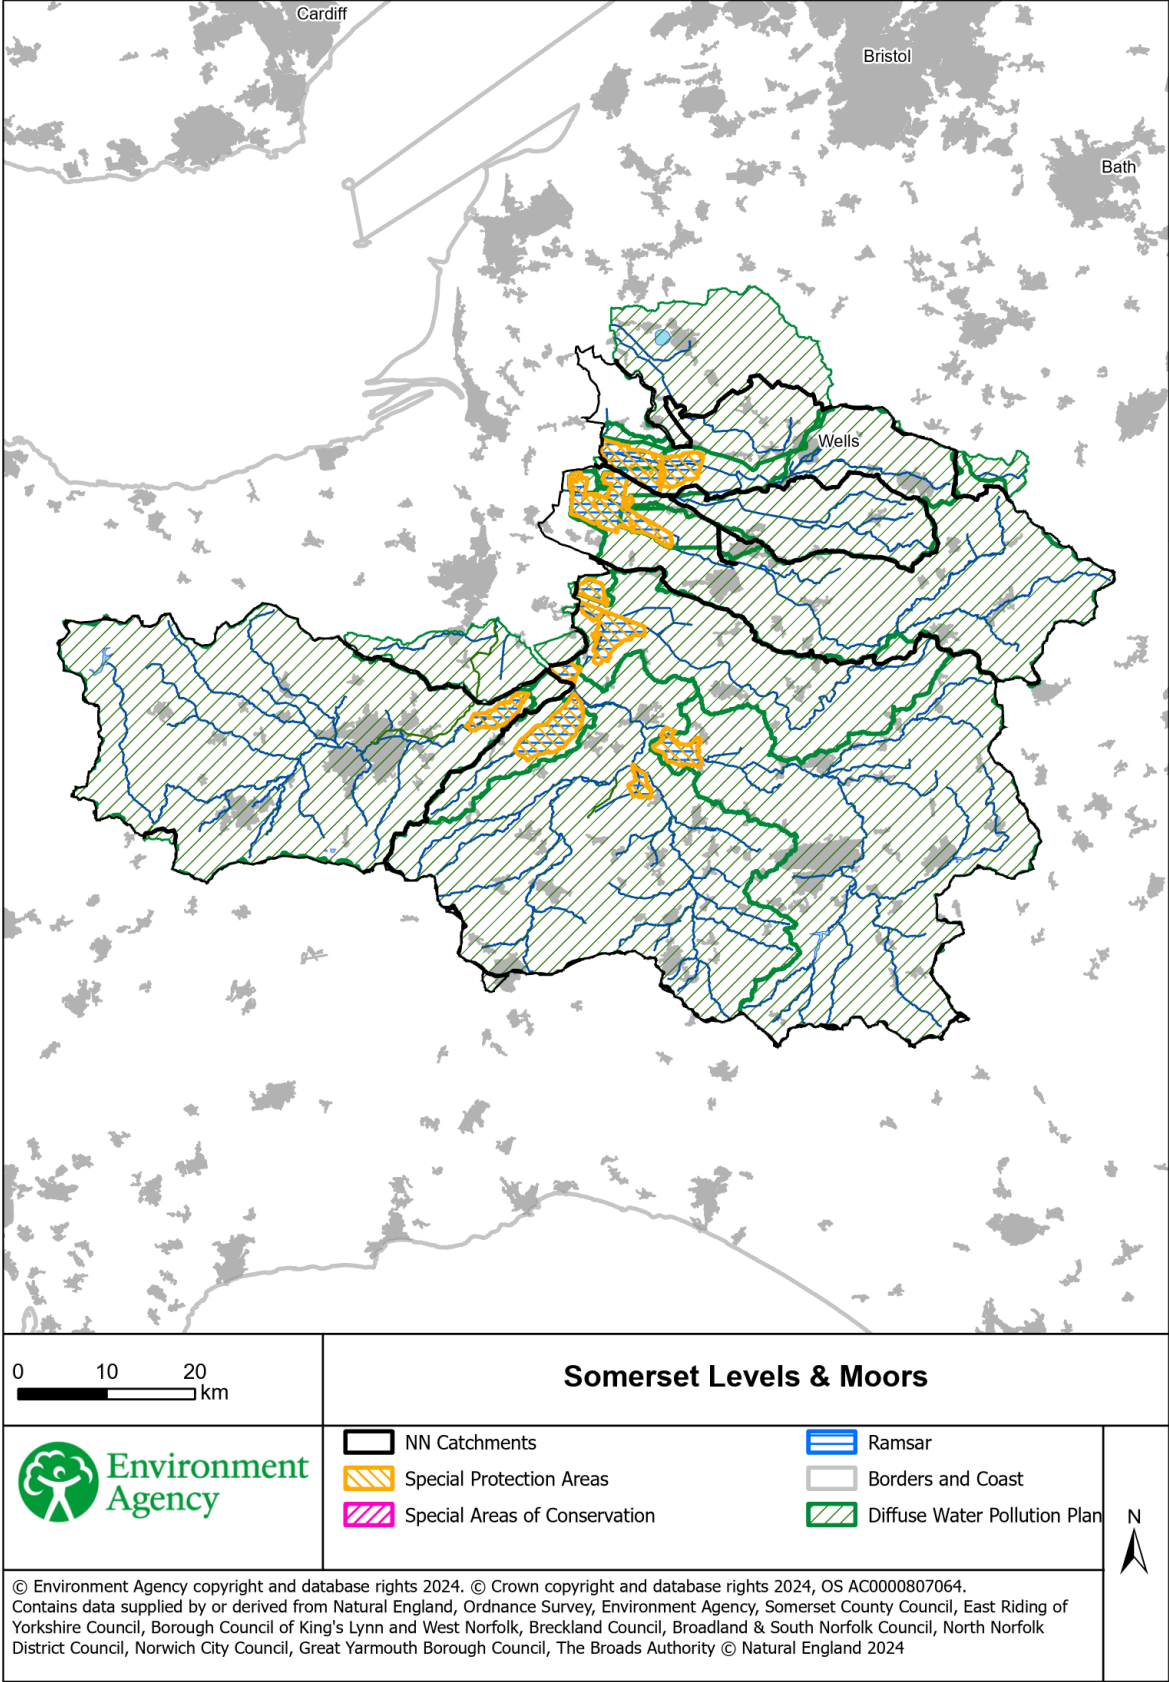 Cardiff
Bristol
Bath
Wells
0 10 20
km
Somerset Levels & Moors
Environment
Agency
NN Catchments
Special Protection Areas
Special Areas of Conservation
Ramsar
Borders and Coast
Diffuse Water Pollution Plan
N
© Environment Agency copyright and database rights 2024. © Crown copyright and database rights 2024, OS AC0000807064.
Contains data supplied by or derived from Natural England, Ordnance Survey, Environment Agency, Somerset County Council, East Riding of
Yorkshire Council, Borough Council of King's Lynn and West Norfolk, Breckland Council, Broadland & South Norfolk Council, North Norfolk
District Council, Norwich City Council, Great Yarmouth Borough Council, The Broads Authority © Natural England 2024